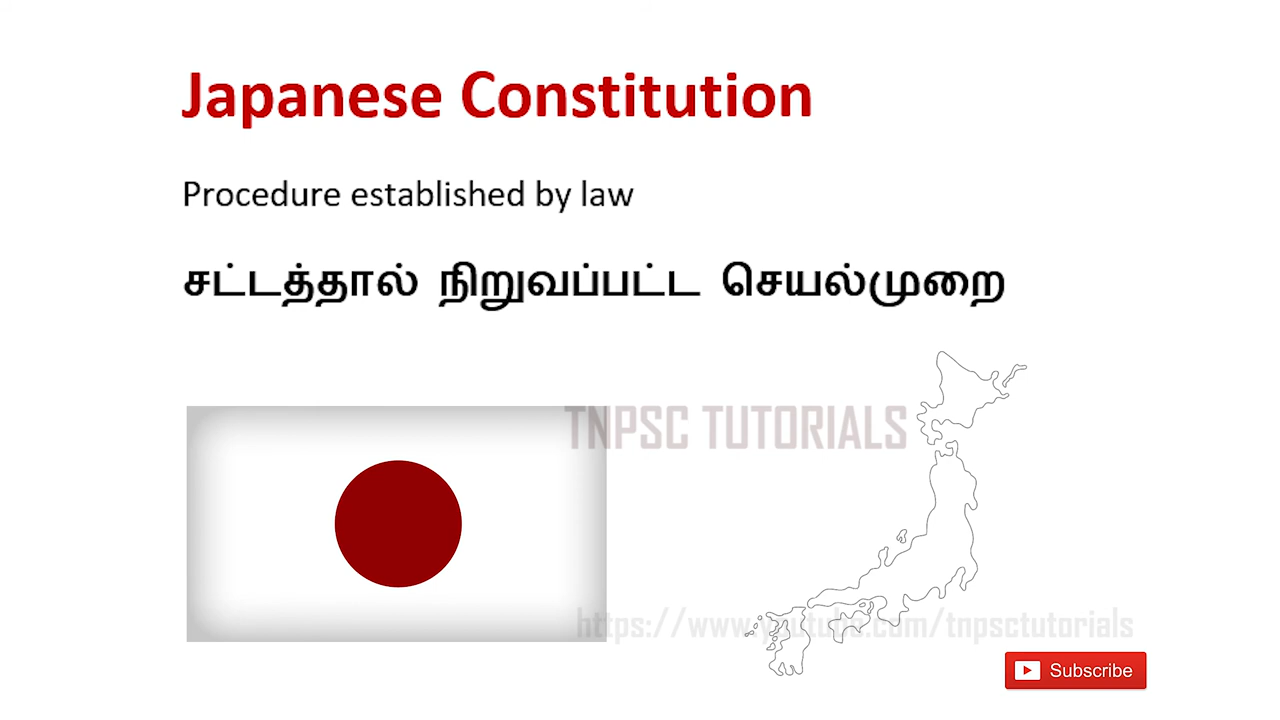 Japanese Constitution
Procedure established by law
சட்டத்தால் நிறுவப்பட்ட செயல்முறை
TNPSC TUTORIALS
https://www.youtube.com/tnpsctutorials
Subscribe